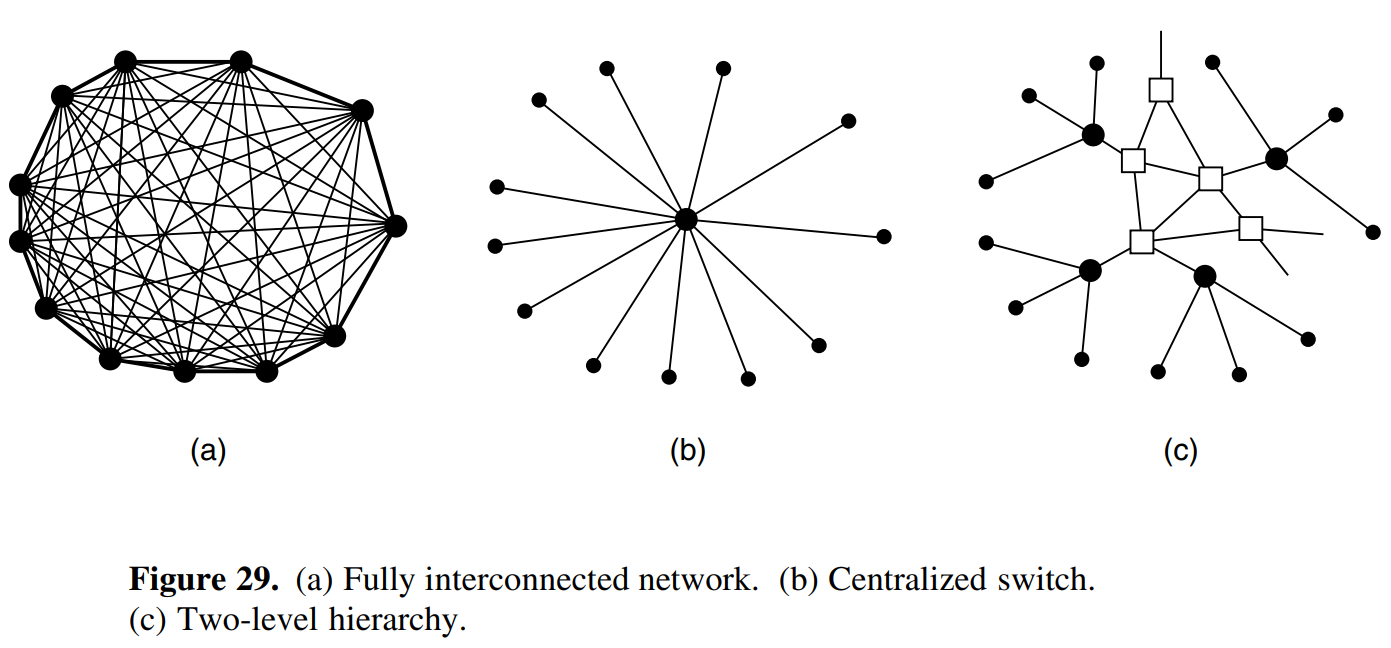 (a)
(b)
(c)
Figure 29. (a) Fully interconnected network. (b) Centralized switch.
(c) Two-level hierarchy.